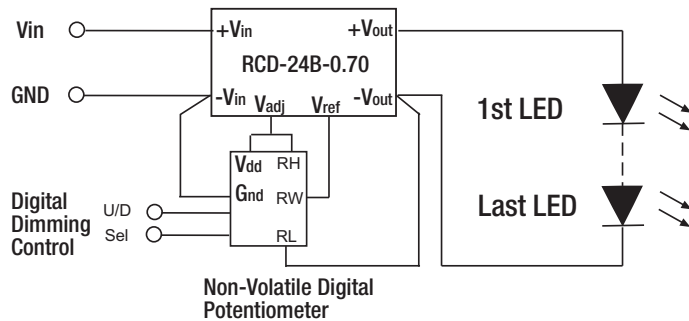 Vin
+Vin
+Vout
RCD-24B-0.70
GND
-Vin
Vadj
Vref
-Vout
1st LED
Vdd
RH
Gnd
RW
Digital
Dimming
Control
U/D
Sel
RL
Last LED
Non-Volatile Digital
Potentiometer